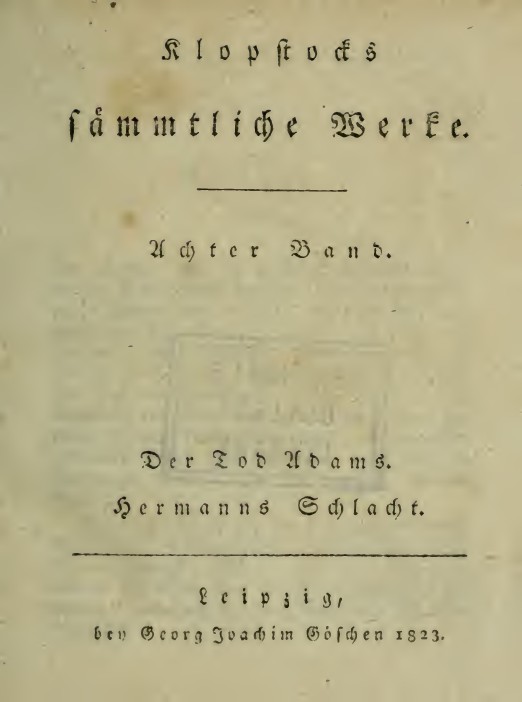 Klopstocks
sämmtliche Werke.
Achter Band.
Der Tod Adams.
Hermanns Schlacht.
Leipzig,
bey Georg Joachim Göschen 1823.